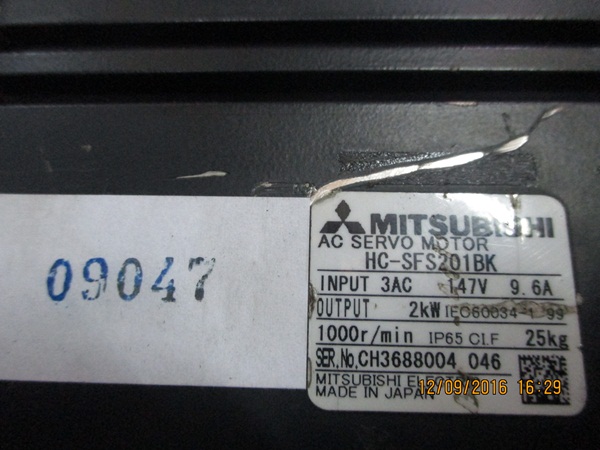 09047
MITSUBISHI
AC SERVO MOTOR
HC-SFS201BK
INPUT 3AC 147V 9.6A
OUTPUT 2kW IEC60034-1 '99
1000r/min IP65 CI.F 25kg
SER.No.CH3688004 046
MITSUBISHI
MADE IN JAPAN
12/09/2016 16:29